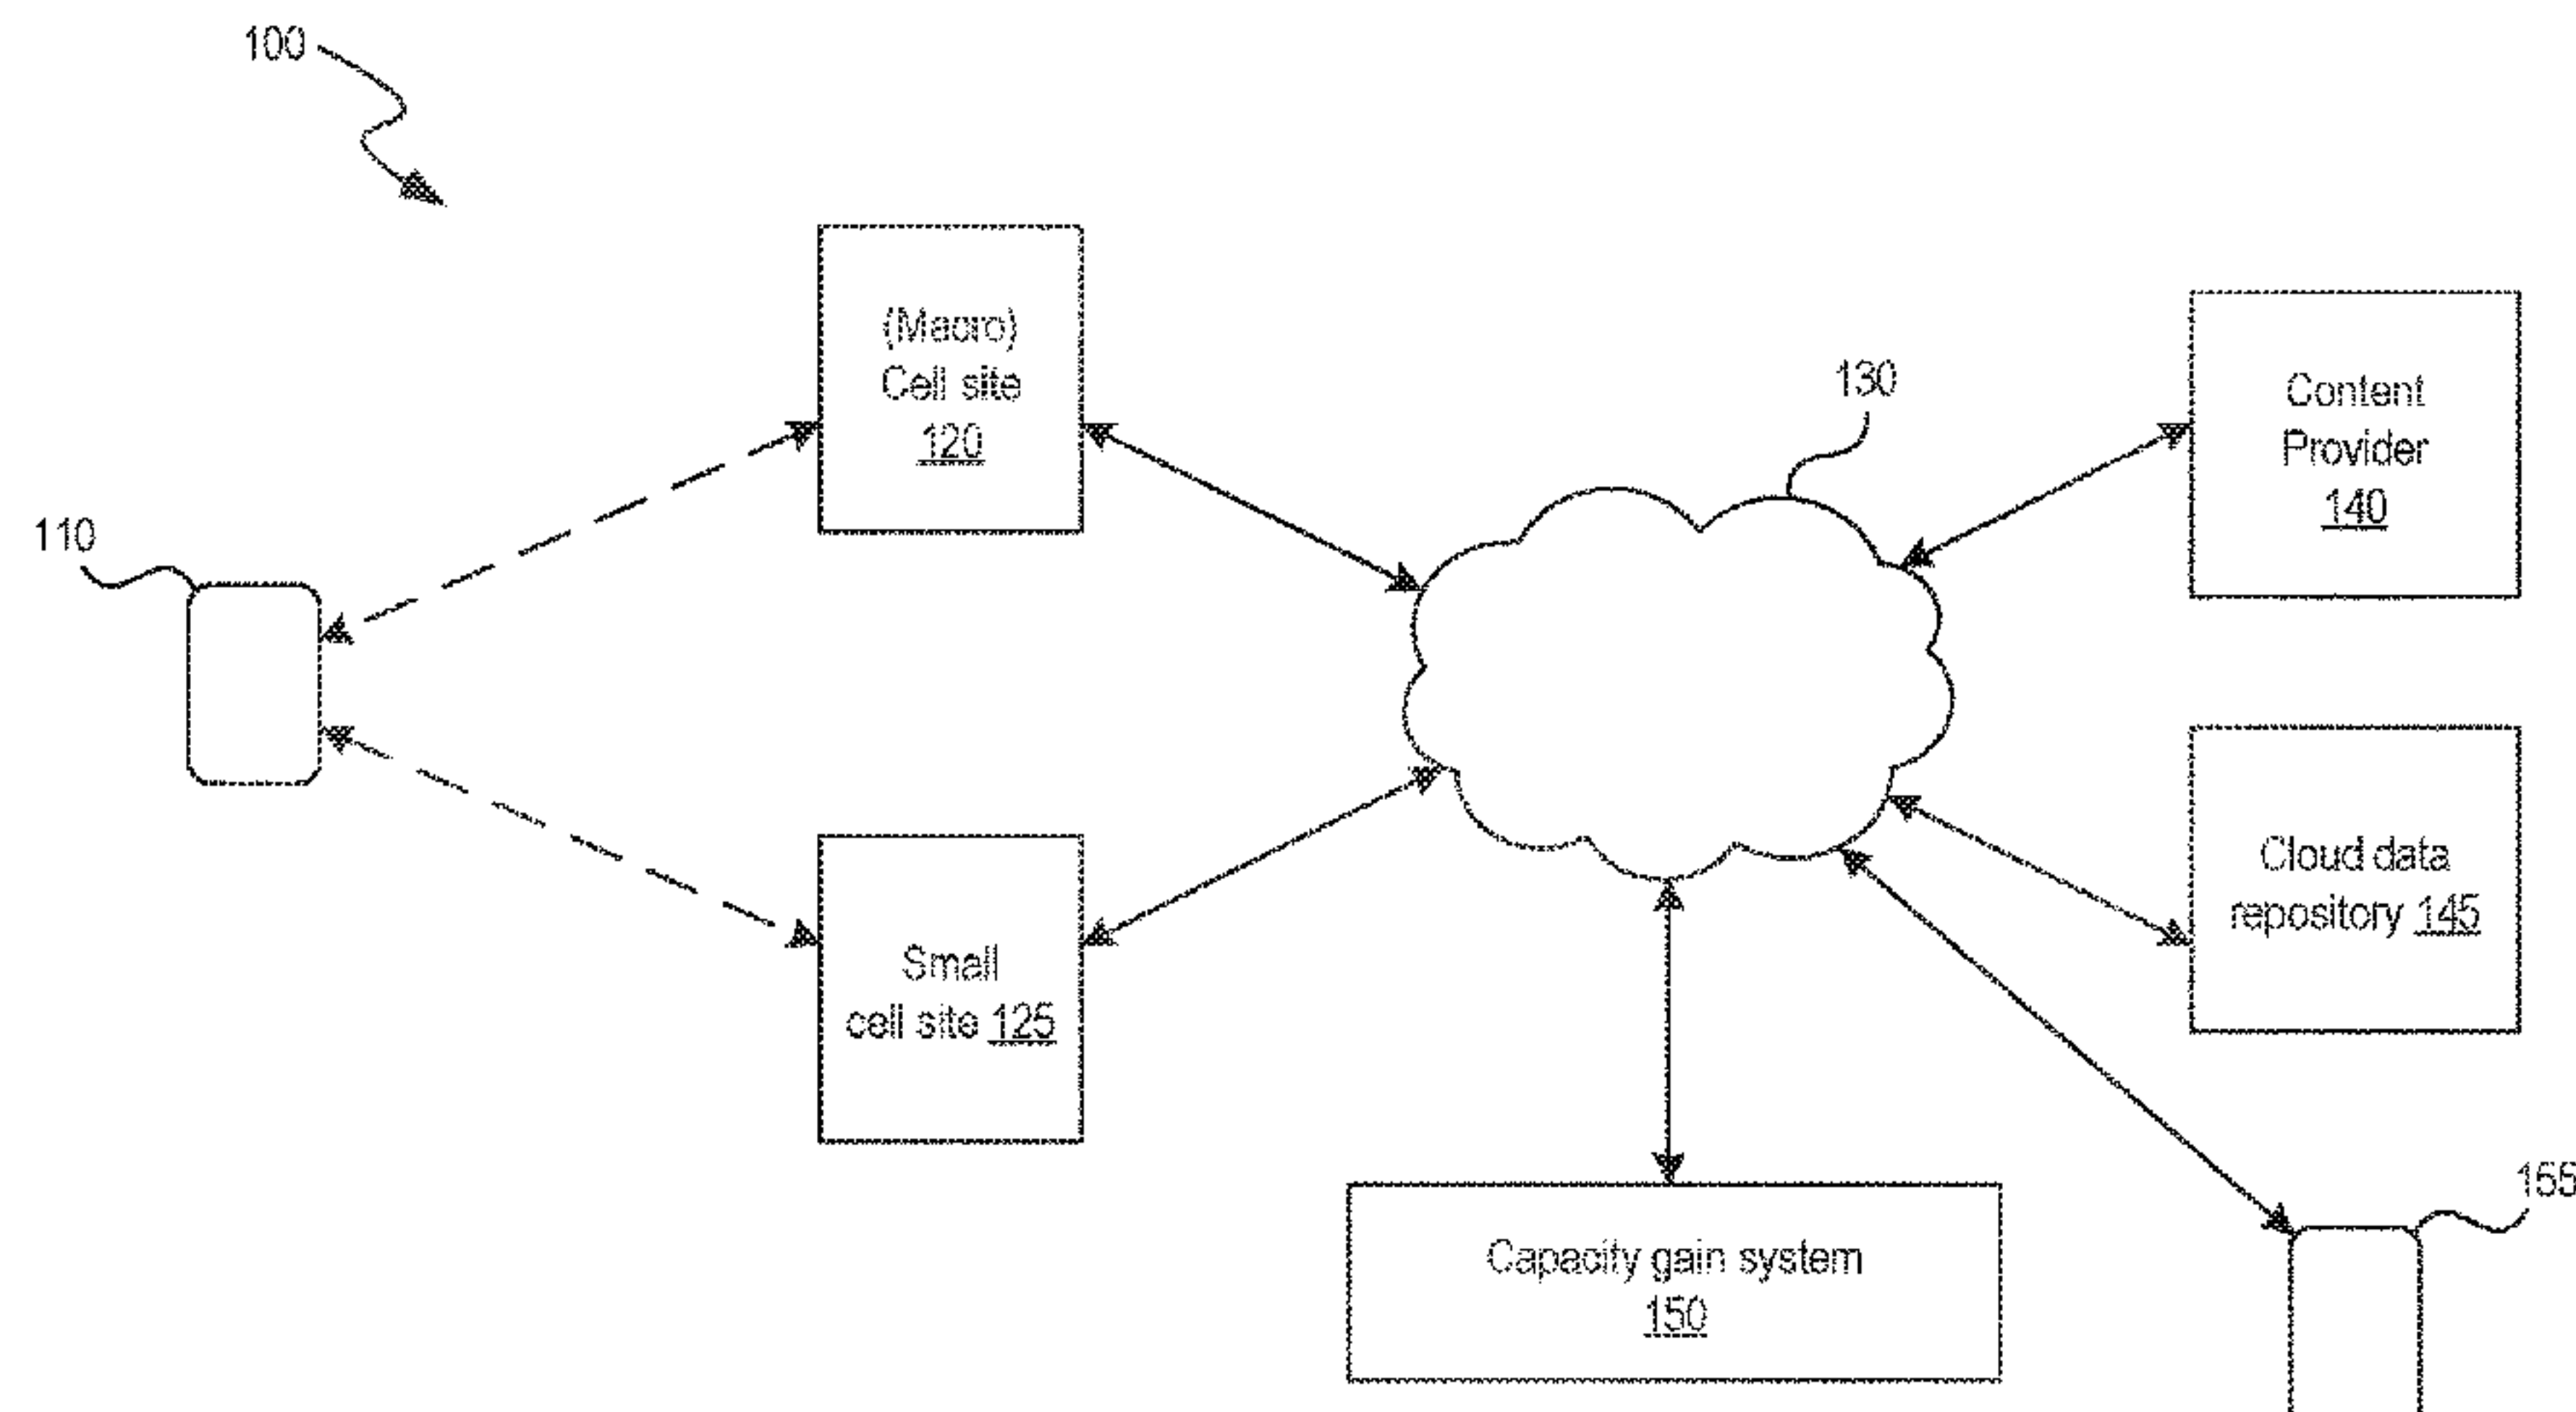 100
(Macro)
Cell site
120
130
Content
Provider
140
110
Cloud data
repository 145
Small
cell site 125
155
Capacity gain system
150